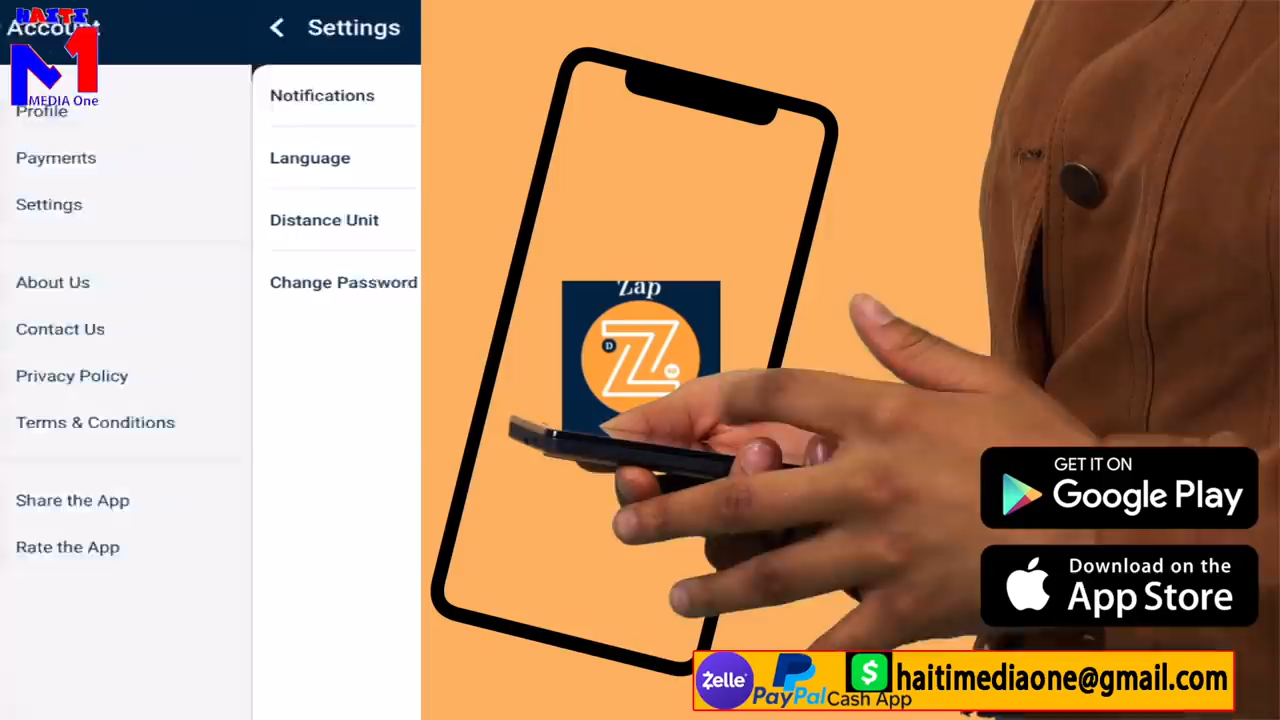 HAITI
M1
MEDIA One
Account
Profile
Payments
Settings
About Us
Contact Us
Privacy Policy
Terms & Conditions
Share the App
Rate the App
Settings
Notifications
Language
Distance Unit
Change Password
Zap
D
Z
GET IT ON
Google Play
Download on the
App Store
Zelle
PayPal
$
Cash App
haitimediaone@gmail.com